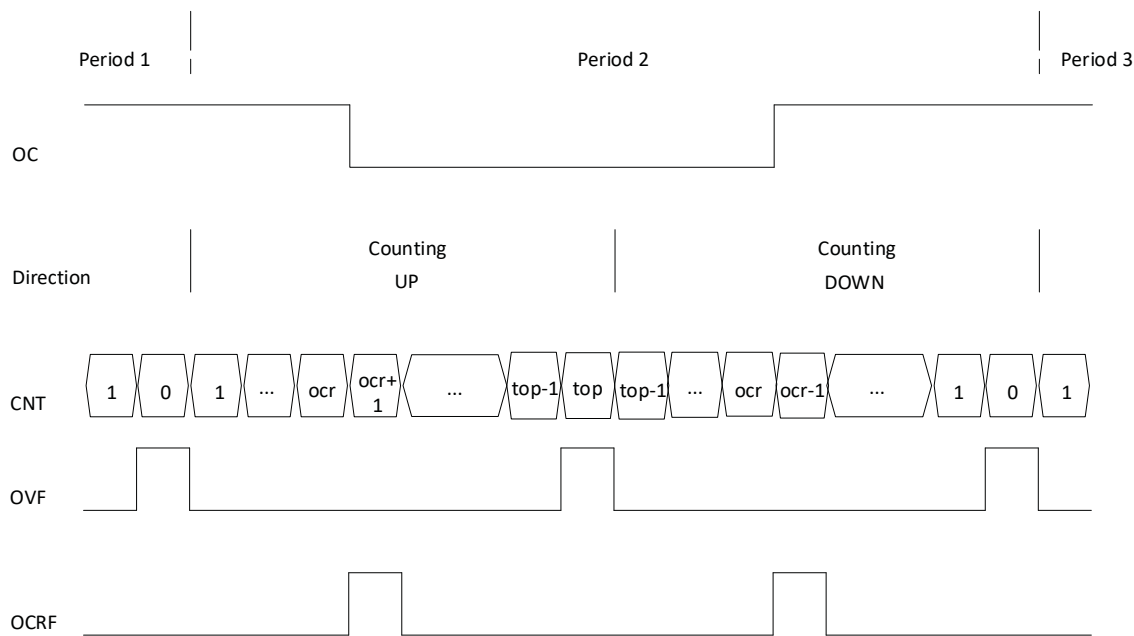 Period 1 Period 2 Period 3
OC
Counting Counting
UP DOWN
Direction
CNT 1 0 1 ... ocr ocr+1 ... top-1 top top-1 ... ocr ocr-1 ... 1 0 1
OVF
OCRF